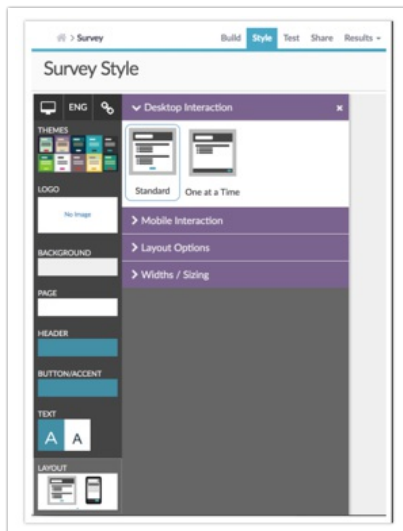 > Survey
Build Style Test Share Results
Survey Style
ENG
Desktop Interaction ×
THEMES
Standard
One at a Time
LOGO
No Image
Mobile Interaction
Layout Options
BACKGROUND
Widths / Sizing
PAGE
HEADER
BUTTON/ACCENT
TEXT
A A
LAYOUT